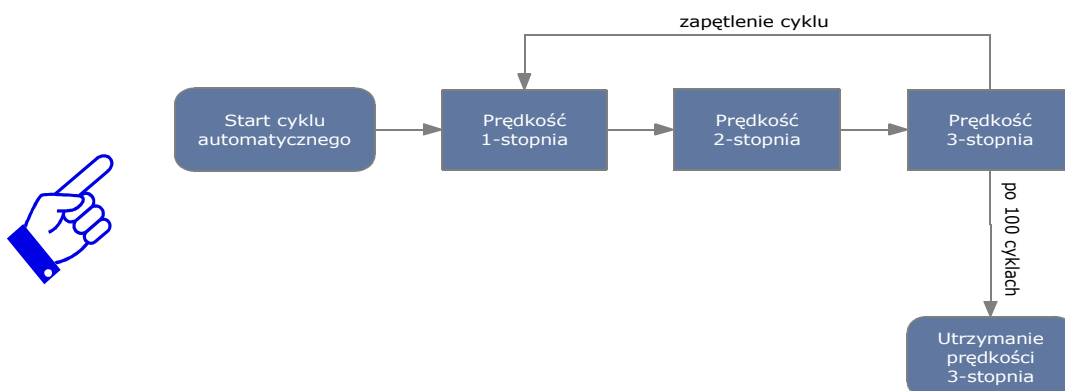 zapętlenie cyklu
Start cyklu
automatycznego
Prędkość
1-stopnia
Prędkość
2-stopnia
Prędkość
3-stopnia
po 100 cyklach
Utrzymanie
prędkości
3-stopnia